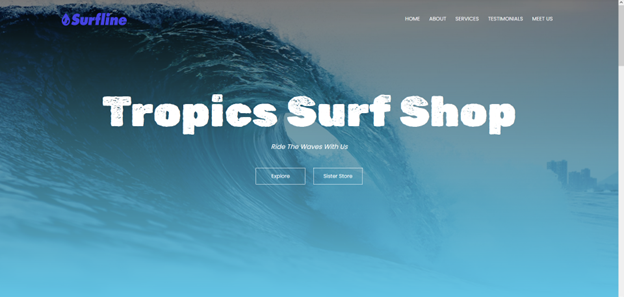 Surfline
HOME ABOUT SERVICES TESTIMONIALS MEET US
Tropics Surf Shop
Ride The Waves With Us
Explore
Sister Store